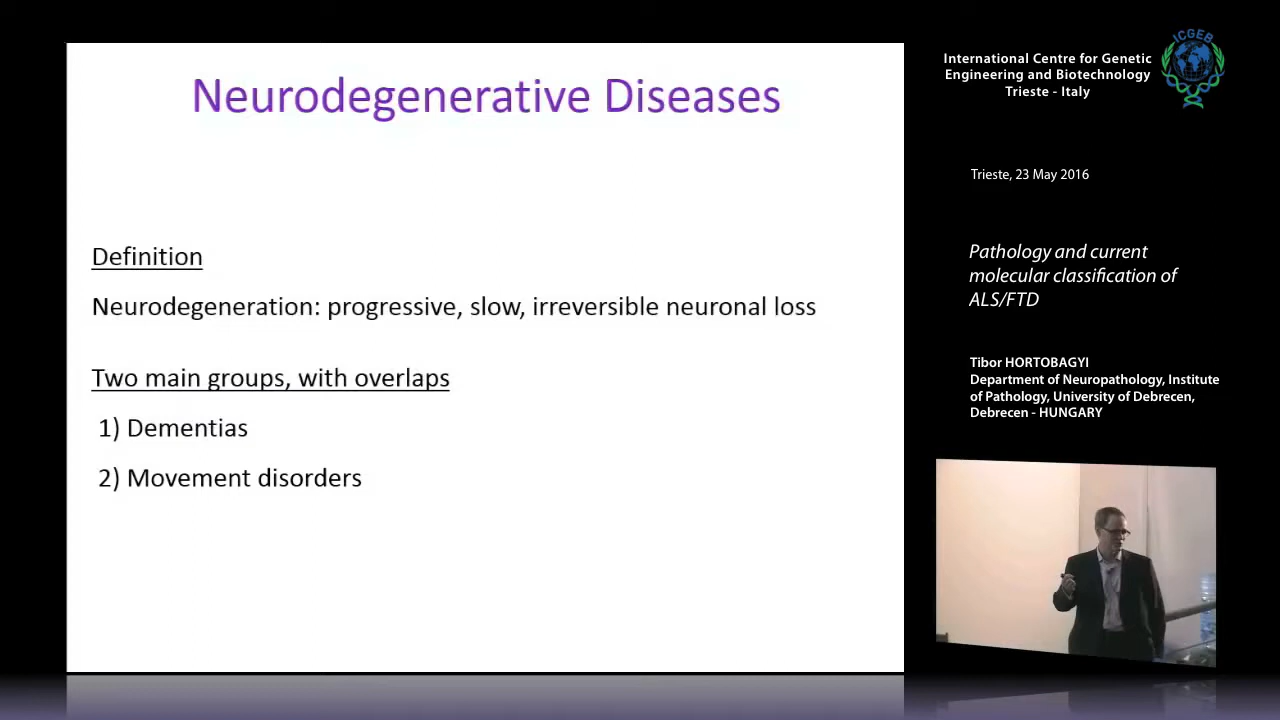 Neurodegenerative Diseases
Definition
Neurodegeneration: progressive, slow, irreversible neuronal loss
Two main groups, with overlaps
1) Dementias
2) Movement disorders
International Centre for Genetic
Engineering and Biotechnology
Trieste - Italy
ICGEB
Trieste, 23 May 2016
Pathology and current
molecular classification of
ALS/FTD
Tibor HORTOBAGYI
Department of Neuropathology, Institute
of Pathology, University of Debrecen,
Debrecen - HUNGARY